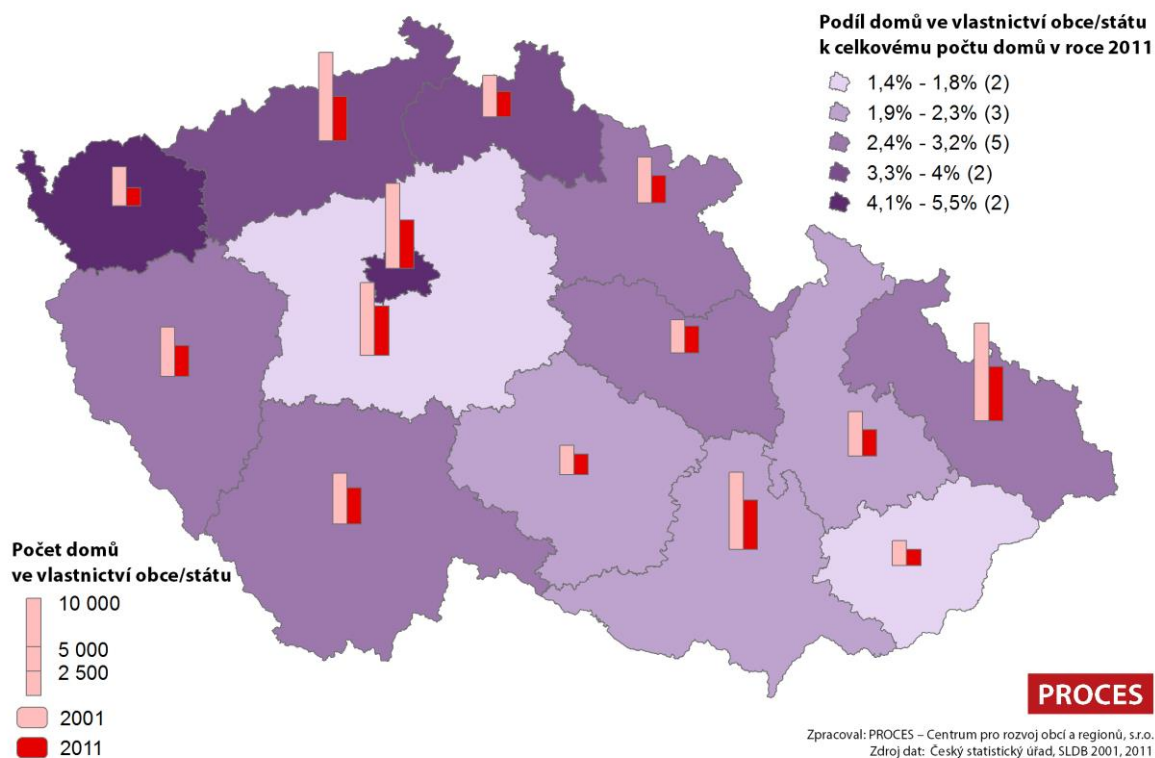 Podíl domů ve vlastnictví obce/státu
k celkovému počtu domů v roce 2011
1,4% - 1,8% (2)
1,9% - 2,3% (3)
2,4% - 3,2% (5)
3,3% - 4% (2)
4,1% - 5,5% (2)
Počet domů
ve vlastnictví obce/státu
10 000
5 000
2 500
2001
2011
PROCES
Zpracoval: PROCES – Centrum pro rozvoj obcí a regionů, s.r.o.
Zdroj dat: Český statistický úřad, SLDB 2001, 2011